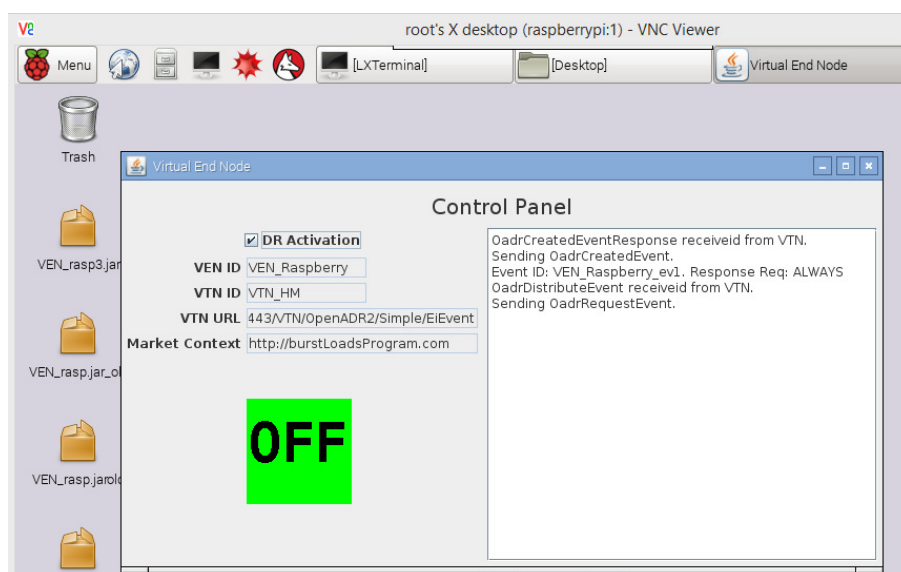 root's X desktop (raspberrypi:1) - VNC Viewer
Menu [LXTerminal] [Desktop] Virtual End Node
Trash
Virtual End Node
Control Panel
DR Activation
VEN ID VEN_Raspberry
VTN ID VTN_HM
VTN URL 443/VTN/OpenADR2/Simple/EiEvent
Market Context http://burstLoadsProgram.com
OadrCreatedEventResponse receiveid from VTN.
Sending OadrCreatedEvent.
Event ID: VEN_Raspberry_ev1. Response Req: ALWAYS
OadrDistributeEvent receiveid from VTN.
Sending OadrRequestEvent.
OFF
VEN_rasp3.jar
VEN_rasp.jar_ol
VEN_rasp.jarold